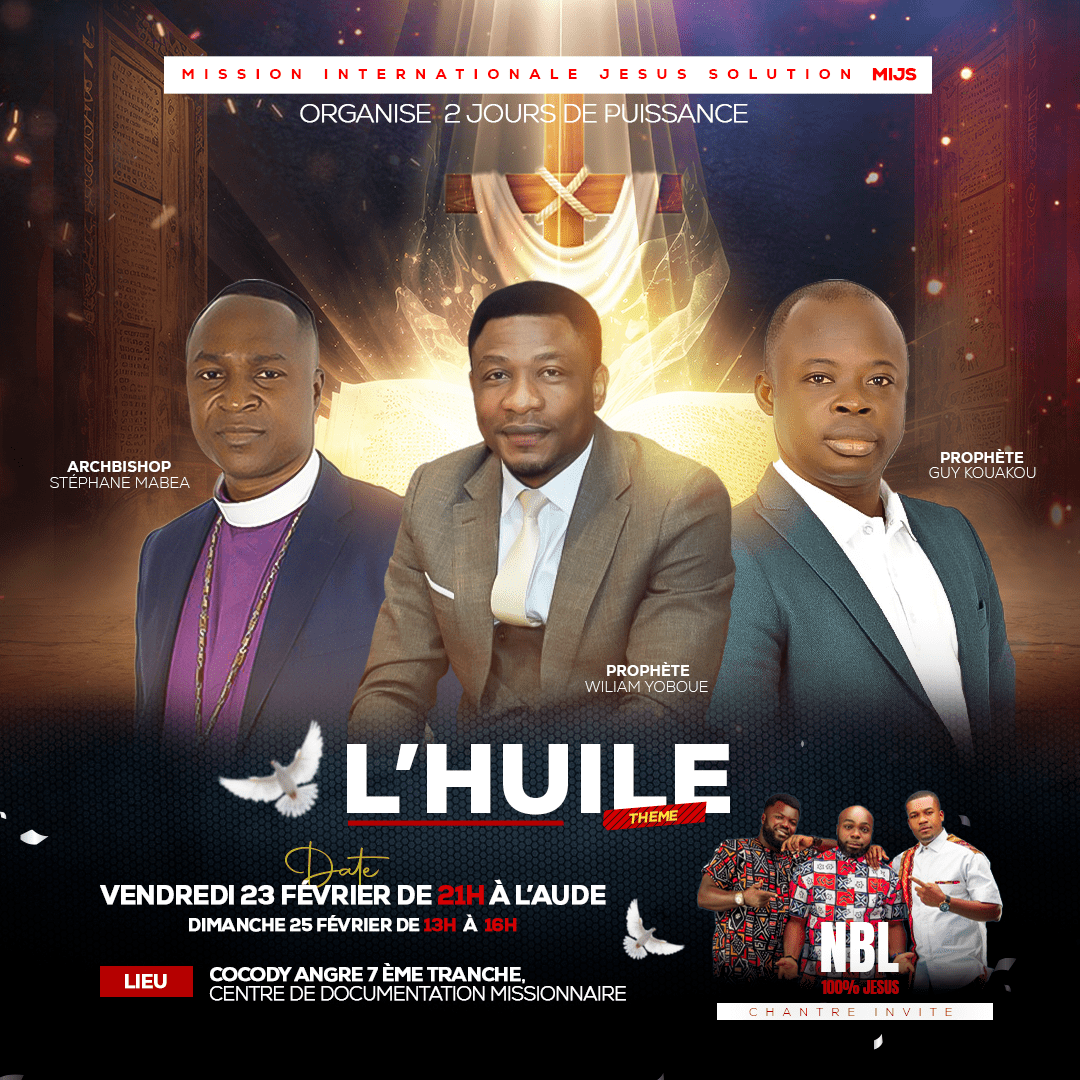 MISSION INTERNATIONALE JESUS SOLUTION MIJS
ORGANISE 2 JOURS DE PUISSANCE
ARCHBISHOP
STÉPHANE MABEA
PROPHÈTE
GUY KOUAKOU
PROPHÈTE
WILIAM YOBOUE
L'HUILE
THEME
Date
VENDREDI 23 FÉVRIER DE 21H À L'AUDE
DIMANCHE 25 FÉVRIER DE 13H À 16H
LIEU
COCODY ANGRE 7 ÈME TRANCHE,
CENTRE DE DOCUMENTATION MISSIONNAIRE
NBL
100% JESUS
CHANTRE INVITE